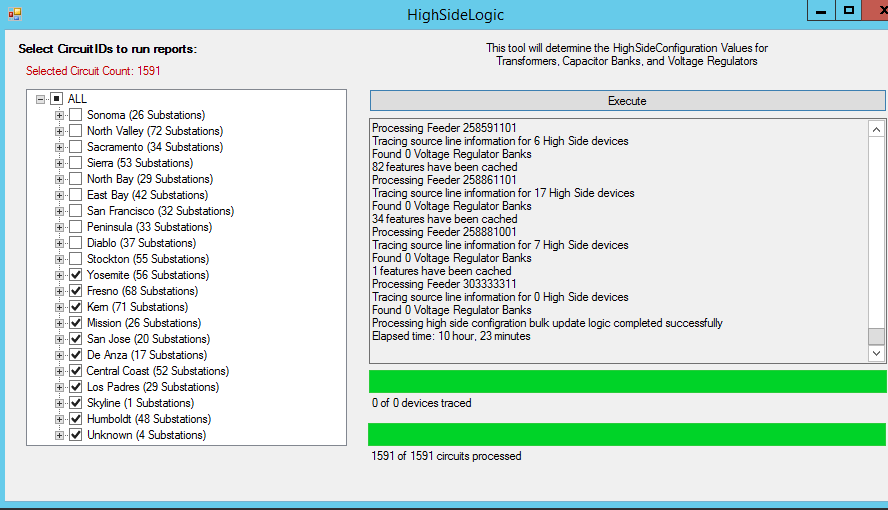 HighSideLogic
Select CircuitIDs to run reports:
Selected Circuit Count: 1591
ALL
Sonoma (26 Substations)
North Valley (72 Substations)
Sacramento (34 Substations)
Sierra (53 Substations)
North Bay (29 Substations)
East Bay (42 Substations)
San Francisco (32 Substations)
Peninsula (33 Substations)
Diablo (37 Substations)
Stockton (55 Substations)
Yosemite (56 Substations)
Fresno (68 Substations)
Kern (71 Substations)
Mission (26 Substations)
San Jose (20 Substations)
De Anza (17 Substations)
Central Coast (52 Substations)
Los Padres (29 Substations)
Skyline (1 Substations)
Humboldt (48 Substations)
Unknown (4 Substations)
This tool will determine the HighSideConfiguration Values for
Transformers, Capacitor Banks, and Voltage Regulators
Execute
Processing Feeder 258591101
Tracing source line information for 6 High Side devices
Found 0 Voltage Regulator Banks
82 features have been cached
Processing Feeder 258861101
Tracing source line information for 17 High Side devices
Found 0 Voltage Regulator Banks
34 features have been cached
Processing Feeder 258881001
Tracing source line information for 7 High Side devices
Found 0 Voltage Regulator Banks
1 features have been cached
Processing Feeder 303333311
Tracing source line information for 0 High Side devices
Found 0 Voltage Regulator Banks
Processing high side configration bulk update logic completed successfully
Elapsed time: 10 hour, 23 minutes
0 of 0 devices traced
1591 of 1591 circuits processed